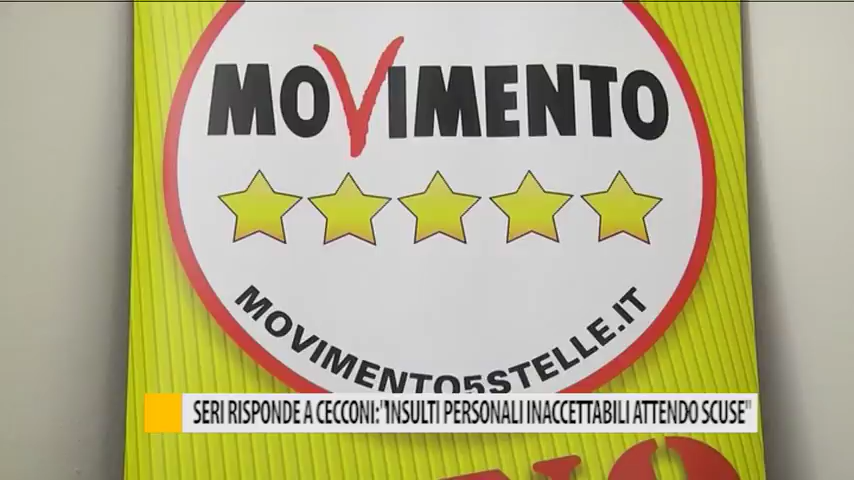 MOVIMENTO
MOVIMENTO5STELLE.IT
SERI RISPONDE A CECCONI:"INSULTI PERSONALI INACCETTABILI ATTENDO SCUSE"